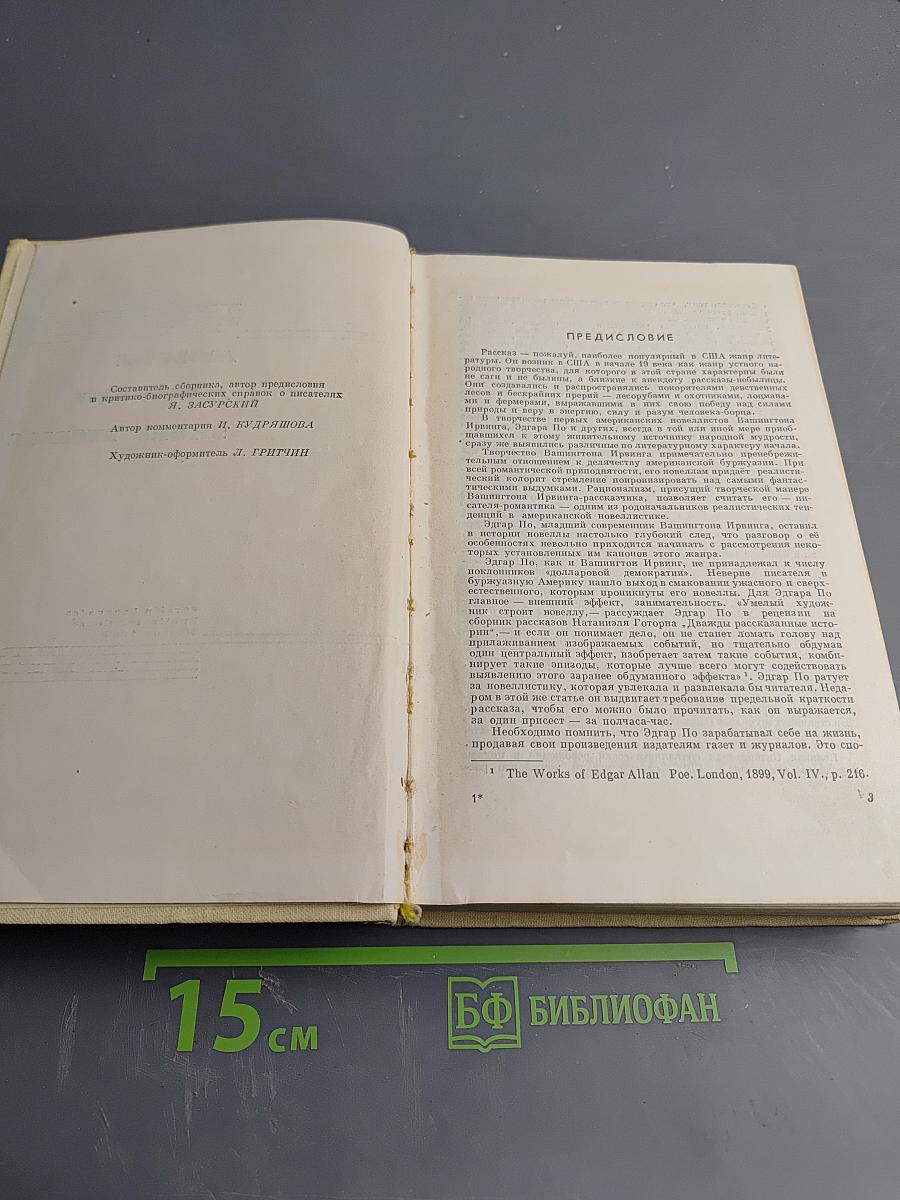 Составитель сборника, автор предисловия
и критико-биографических справок о писателях
Я. ЗАСУРСКИЙ
Автор комментария И. КУДРЯШОВА
Художник-оформитель Л. ГРИТЧИН
ПРЕДИСЛОВИЕ
Рассказ — пожалуй, наиболее популярный в США жанр лите-
ратуры. Он возник в США в начале 19 века как жанр устного на-
родного творчества, для которого в этой стране характерны были
не саги и не былины, а близкие к анекдоту рассказы-небылицы.
Они создавались и распространялись покорителями девственных
лесов и бескрайних прерий — лесорубами и охотниками, лоцмана-
ми и фермерами, выражавшими в них свою победу над силами
природы и веру в энергию, силу и разум человека-борца.
В творчестве первых американских новеллистов Вашингтона
Ирвинга, Эдгара По и других, всегда в той или иной мере приоб-
щавшихся к этому живительному источнику народной мудрости,
сразу же выявились различные по литературному характеру начала.
Творчество Вашингтона Ирвинга примечательно пренебрежи-
тельным отношением к делячеству американской буржуазии. При
всей романтической приподнятости, его новеллам придаёт реалисти-
ческий колорит стремление поиронизировать над самыми фантас-
тическими выдумками. Рационализм, присущий творческой манере
Вашингтона Ирвинга-рассказчика, позволяет считать его — пи-
сателя-романтика — одним из родоначальников реалистических тен-
денций в американской новеллистике.
Эдгар По, младший современник Вашингтона Ирвинга, оставил
в истории новеллы настолько глубокий след, что разговор о её
особенностях невольно приходится начинать с рассмотрения неко-
торых установленных им канонов этого жанра.
Эдгар По, как и Вашингтон Ирвинг, не принадлежал к числу
поклонников «долларовой демократии». Неверие писателя в
буржуазную Америку нашло выход в смаковании ужасного и сверх-
естественного, которым проникнуты его новеллы. Для Эдгара По
главное — внешний эффект, занимательность. «Умелый худож-
ник строит новеллу,— рассуждает Эдгар По в рецензии на
сборник рассказов Натаниэля Готорна „Дважды рассказанные исто-
рии“,— и если он понимает дело, он не станет ломать голову над
прилаживанием изображаемых событий, но тщательно обдумав
один центральный эффект, изобретает затем такие события, комби-
нирует такие эпизоды, которые лучше всего могут содействовать
выявлению этого заранее обдуманного эффекта» ¹. Эдгар По ратует
за новеллистику, которая увлекала и развлекала бы читателя. Неда-
ром в этой же статье он выдвигает требование предельной краткости
рассказа, чтобы его можно было прочитать, как он выражается,
за один присест — за полчаса-час.
Необходимо помнить, что Эдгар По зарабатывал себе на жизнь,
продавая свои произведения издателям газет и журналов. Это спо-
¹ The Works of Edgar Allan Poe. London, 1899, Vol. IV., p. 216.
1* 3
15 см БФ БИБЛИОФАН